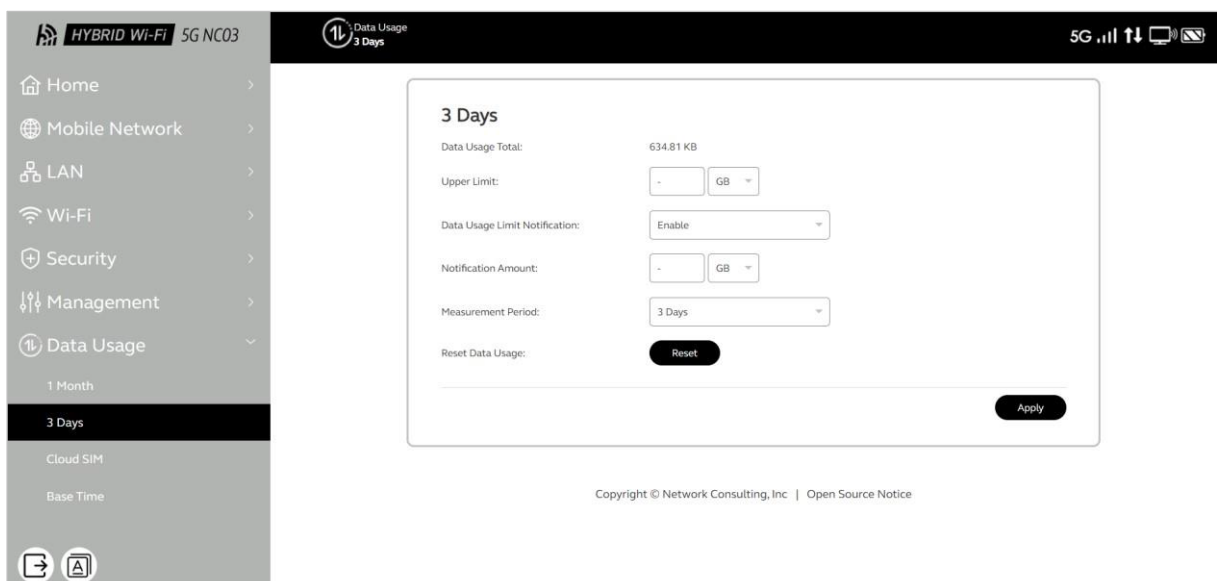 HYBRID Wi-Fi 5G NC03
Data Usage
3 Days
5G
Home
Mobile Network
LAN
Wi-Fi
Security
Management
Data Usage
1 Month
3 Days
Cloud SIM
Base Time
A
3 Days
Data Usage Total: 634.81 KB
Upper Limit: - GB
Data Usage Limit Notification: Enable
Notification Amount: - GB
Measurement Period: 3 Days
Reset Data Usage: Reset
Apply
Copyright © Network Consulting, Inc | Open Source Notice